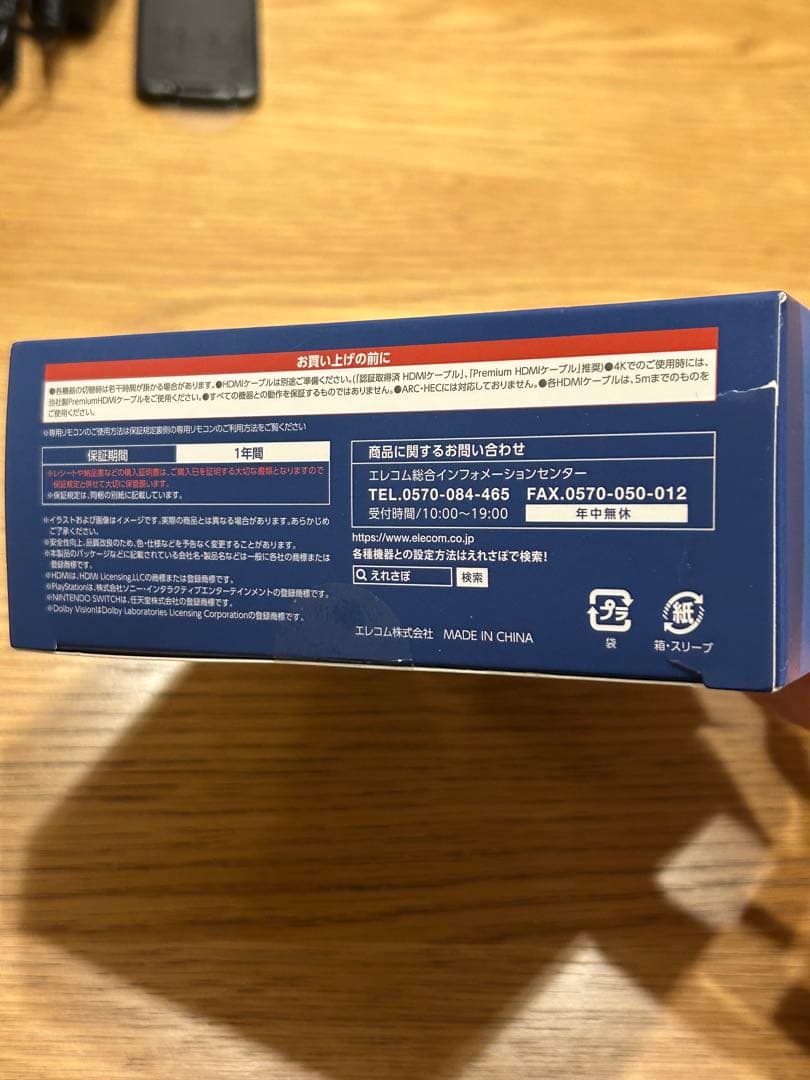 お買い上げの前に
●各機器の切替時は若干時間が掛かる場合があります。●HDMIケーブルは別途ご準備ください。(「認証取得済 HDMIケーブル」、「Premium HDMIケーブル」推奨)●4Kでのご使用時には、
当社製PremiumHDMIケーブルをご使用ください。●すべての機器との動作を保証するものではありません。●ARC・HECには対応しておりません。●各HDMIケーブルは、5mまでのものを
ご使用ください。
※専用リモコンのご使用方法は保証規定裏側の専用リモコンのご利用方法をご覧ください
保証期間 1年間
※レシートや納品書などの購入証明書は、ご購入日を証明する大切な書類となりますので
保証規定と併せて大切に保管願います。
※保証規定は、同梱の別紙に記載しています。
※イラストおよび画像はイメージです。実際の商品とは異なる場合があります。あらかじめ
ご了承ください。
※安全性向上、品質改良のため、色・仕様などを予告なく変更することがあります。
※本製品のパッケージなどに記載されている会社名・製品名などは一般に各社の商標または
登録商標です。
※HDMIは、HDMI Licensing,LLCの商標または登録商標です。
※PlayStationは、株式会社ソニー・インタラクティブエンターテインメントの登録商標です。
※NINTENDO SWITCHは、任天堂株式会社の登録商標です。
※Dolby VisionはDolby Laboratories Licensing Corporationの登録商標です。
商品に関するお問い合わせ
エレコム総合インフォメーションセンター
TEL.0570-084-465 FAX.0570-050-012
受付時間/10:00〜19:00 年中無休
https://www.elecom.co.jp
各種機器との設定方法はえれさぽで検索!
えれさぽ 検索
エレコム株式会社 MADE IN CHINA
プラ
袋
紙
箱・スリーブ